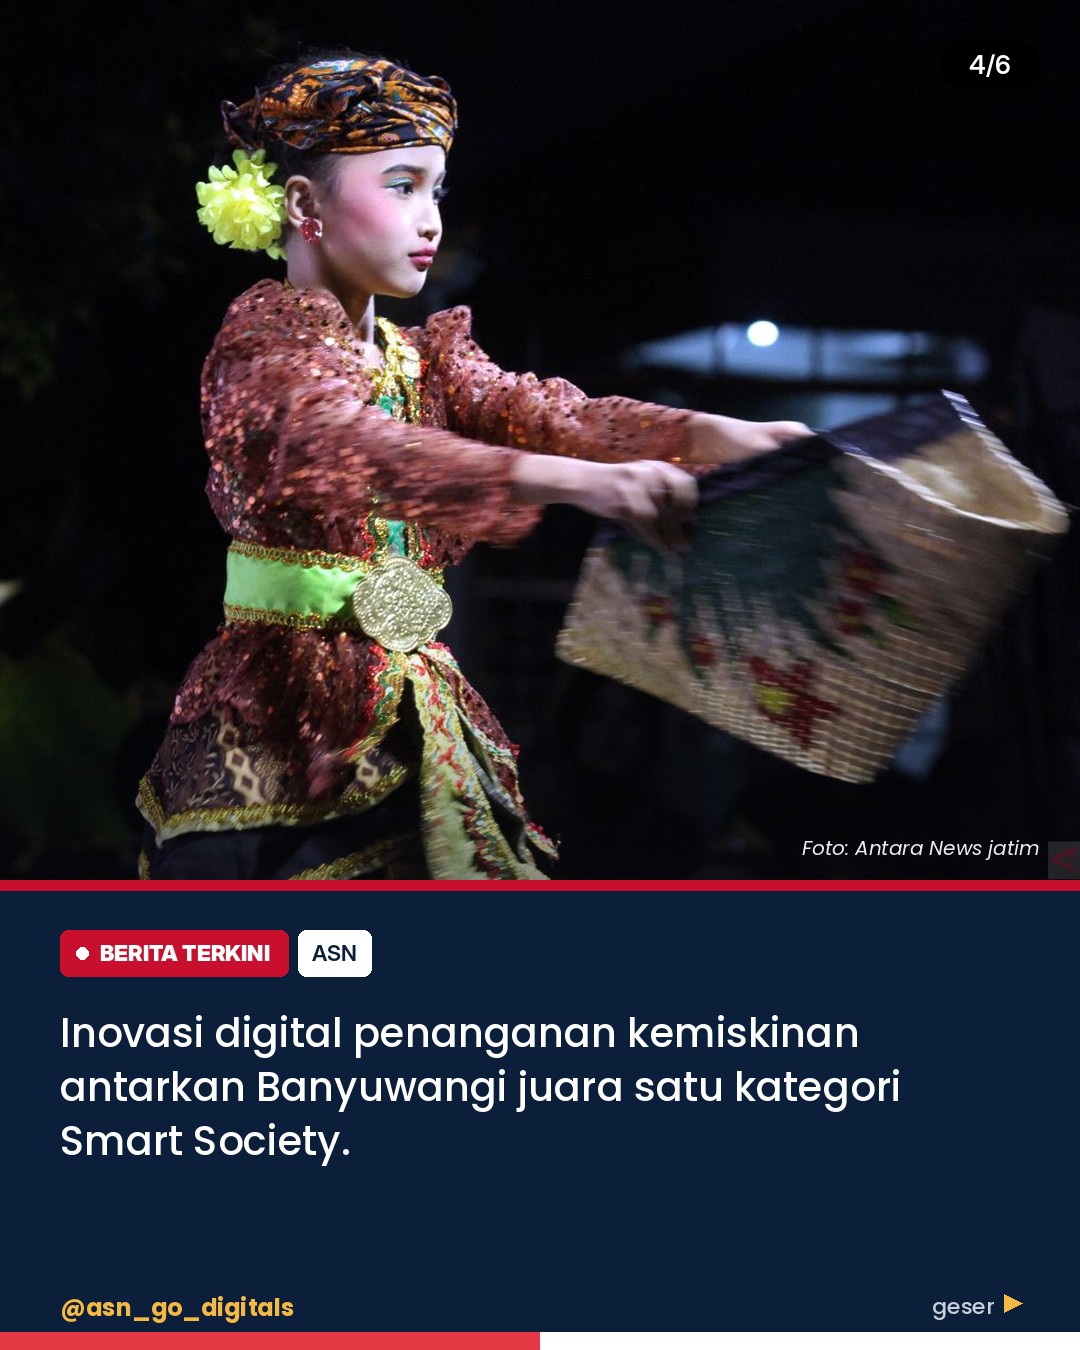 4/6
Foto: Antara News jatim
BERITA TERKINI
ASN
Inovasi digital penanganan kemiskinan
antarkan Banyuwangi juara satu kategori
Smart Society.
@asn_go_digitals
geser